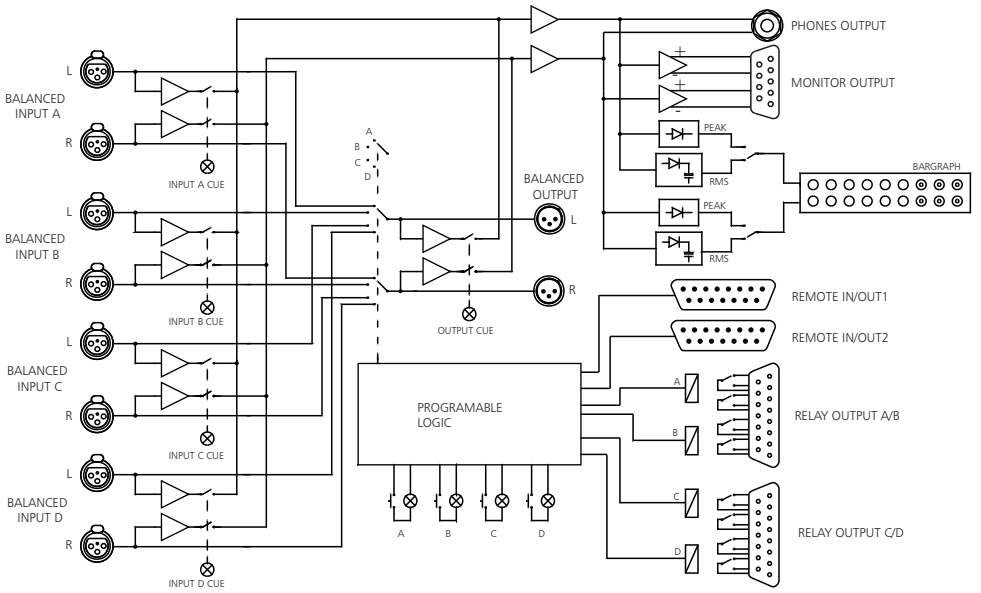 PHONES OUTPUT
L
MONITOR OUTPUT
BALANCED
INPUT A
R
INPUT A CUE
A
B
C
D
PEAK
RMS
BARGRAPH
BALANCED
OUTPUT
L
PEAK
RMS
L
BALANCED
INPUT B
R
INPUT B CUE
R
OUTPUT CUE
REMOTE IN/OUT1
REMOTE IN/OUT2
L
BALANCED
INPUT C
R
INPUT C CUE
PROGRAMABLE
LOGIC
A
B
RELAY OUTPUT A/B
L
BALANCED
INPUT D
R
INPUT D CUE
A
B
C
D
C
D
RELAY OUTPUT C/D